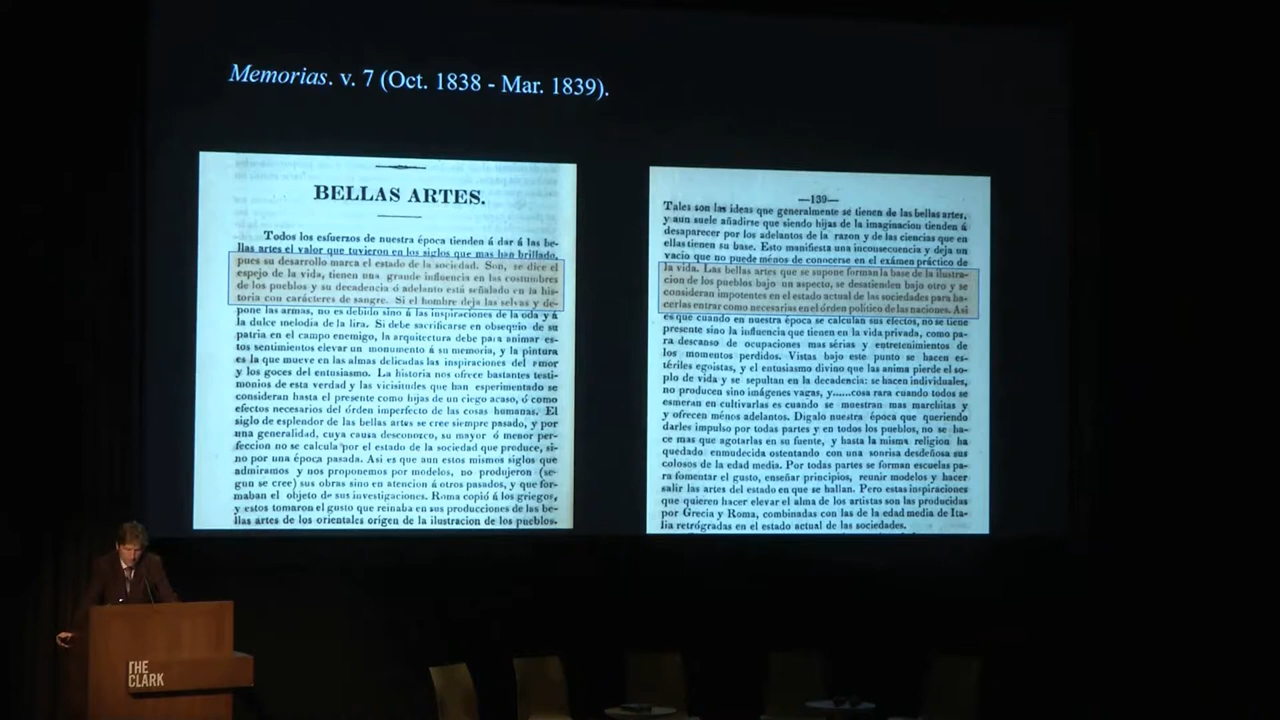 Memorias. v. 7 (Oct. 1838 - Mar. 1839).
BELLAS ARTES.
Todos los esfuerzos de nuestra época tienden á dar á las be-
llas artes el valor que tuvieron en los siglos que mas han brillado,
pues su desarrollo marca el estado de la sociedad. Son, se dice el
espejo de la vida, tienen una grande influencia en las costumbres
de los pueblos y su decadencia ó adelanto está señalado en la his-
toria con carácteres de sangre. Si el hombre deja las selvas y de-
pone las armas, no es debido sino á las inspiraciones de la oda y á
la dulce melodia de la lira. Si debe sacrificarse en obsequio de su
patria en el campo enemigo, la arquitectura debe para animar es-
tos sentimientos elevar un monumento á su memoria, y la pintura
es la que mueve en las almas delicadas las inspiraciones del amor
y los goces del entusiasmo. La historia nos ofrece bastantes testi-
monios de esta verdad y las vicisitudes que han esperimentado se
consideran hasta el presente como hijas de un ciego acaso, ó como
efectos necesarios del órden imperfecto de las cosas humanas. El
siglo de esplendor de las bellas artes se cree siempre pasado, y por
una generalidad, cuya causa desconozco, su mayor ó menor per-
feccion no se calcula por el estado de la sociedad que produce, si-
no por una época pasada. Asi es que aun estos mismos siglos que
admiramos y nos proponemos por modelos, no produjeron (se-
gun se cree) sus obras sino en atencion á otros pasados, y que for-
maban el objeto de sus investigaciones. Roma copió á los griegos,
y estos tomaron el gusto que reinaba en sus producciones de las be-
llas artes de los orientales origen de la ilustracion de los pueblos.
—139—
Tales son las ideas que generalmente se tienen de las bellas artes,
y aun suele añadirse que siendo hijas de la imaginacion tienden á
desaparecer por los adelantos de la razon y de las ciencias que en
ellas tienen su base. Esto manifiesta una inconsecuencia y deja un
vacio que no puede ménos de conocerse en el exámen práctico de
la vida. Las bellas artes que se supone forman la base de la ilustra-
cion de los pueblos bajo un aspecto, se desatienden bajo otro y se
consideran impotentes en el estado actual de las sociedades para ha-
cerlas entrar como necesarias en el órden político de las naciones. Asi
es que cuando en nuestra época se calculan sus efectos, no se tiene
presente sino la influencia que tienen en la vida privada, como pa-
ra descanso de ocupaciones mas sérias y entretenimientos de
los momentos perdidos. Vistas bajo este punto se hacen es-
tériles egoistas, y el entusiasmo divino que las anima pierde el so-
plo de vida y se sepultan en la decadencia: se hacen individuales,
no producen sino imágenes vagas, y......cosa rara cuando todos se
esmeran en cultivarlas es cuando se muestran mas marchitas y
y ofrecen ménos adelantos. Digalo nuestra época que queriendo
darles impulso por todas partes y en todos los pueblos, no se ha-
ce mas que agotarlas en su fuente, y hasta la misma religion ha
quedado enmudecida ostentando con una sonrisa desdeñosa sus
colosos de la edad media. Por todas partes se forman escuelas pa-
ra fomentar el gusto, enseñar principios, reunir modelos y hacer
salir las artes del estado en que se hallan. Pero estas inspiraciones
que quieren hacer elevar el alma de los artistas son las producidas
por Grecia y Roma, combinadas con las de la edad media de Ita-
lia retrógradas en el estado actual de las sociedades.
THE
CLARK